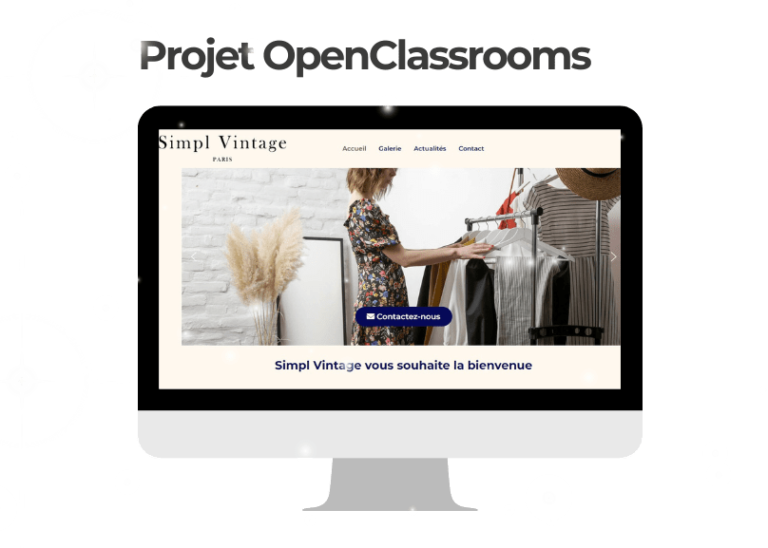 Projet OpenClassrooms
Simpl Vintage
PARIS
Accueil Galerie Actualités Contact
Contactez-nous
Simpl Vintage vous souhaite la bienvenue